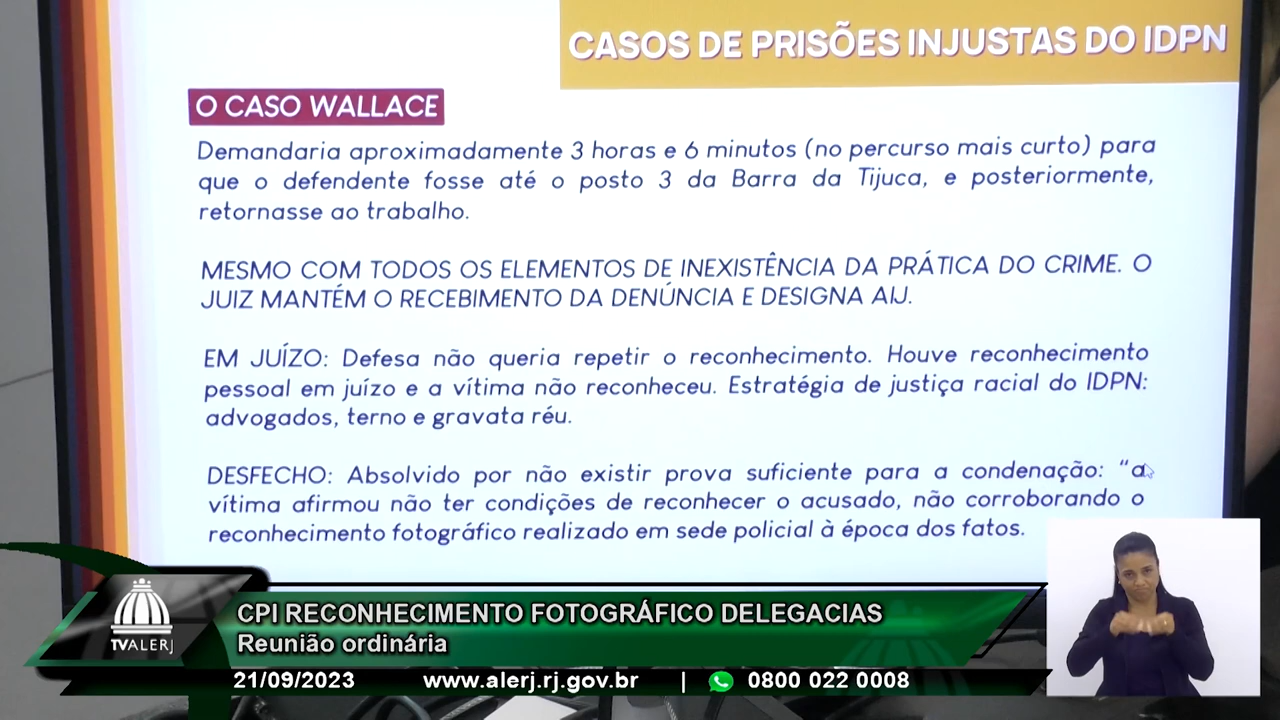 CASOS DE PRISÕES INJUSTAS DO IDPN
O CASO WALLACE
Demandaria aproximadamente 3 horas e 6 minutos (no percurso mais curto) para
que o defendente fosse até o posto 3 da Barra da Tijuca, e posteriormente,
retornasse ao trabalho.
MESMO COM TODOS OS ELEMENTOS DE INEXISTÊNCIA DA PRÁTICA DO CRIME. O
JUIZ MANTÉM O RECEBIMENTO DA DENÚNCIA E DESIGNA AIJ.
EM JUÍZO: Defesa não queria repetir o reconhecimento. Houve reconhecimento
pessoal em juízo e a vítima não reconheceu. Estratégia de justiça racial do IDPN:
advogados, terno e gravata réu.
DESFECHO: Absolvido por não existir prova suficiente para a condenação: “a
vítima afirmou não ter condições de reconhecer o acusado, não corroborando o
reconhecimento fotográfico realizado em sede policial à época dos fatos.
CPI RECONHECIMENTO FOTOGRÁFICO DELEGACIAS
Reunião ordinária
TVALERJ
21/09/2023 www.alerj.rj.gov.br | 0800 022 0008